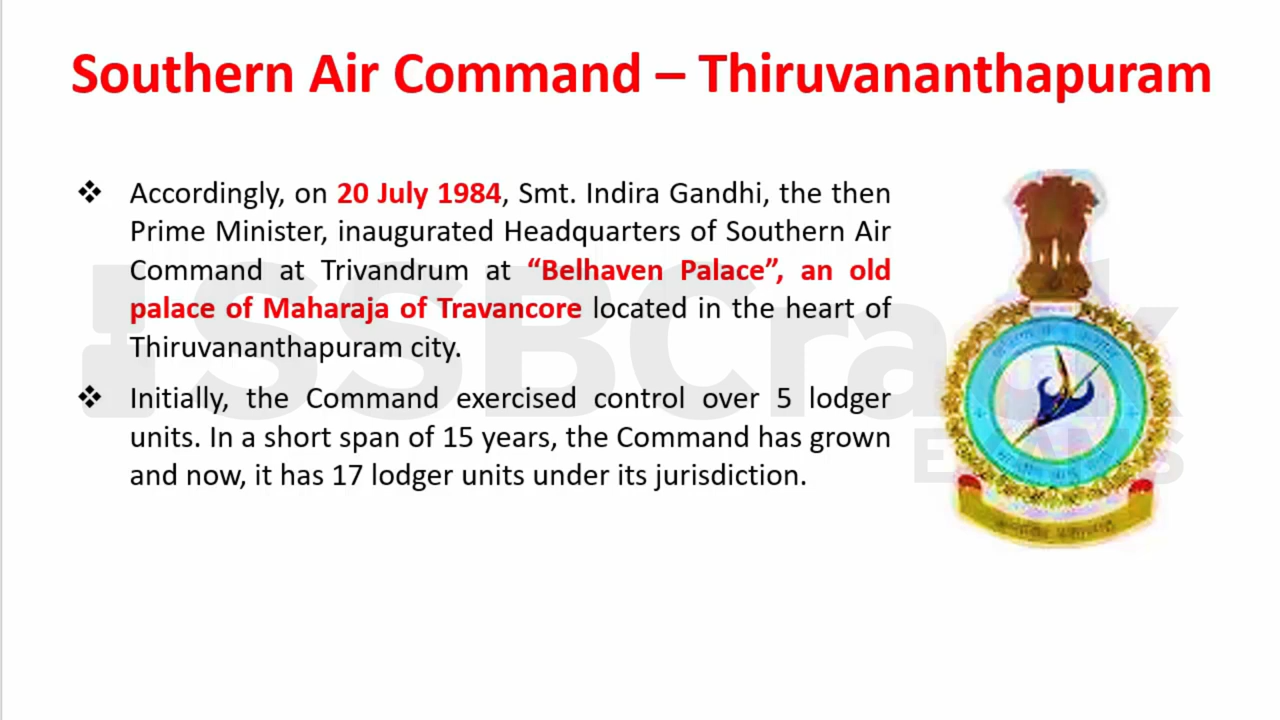 Southern Air Command – Thiruvananthapuram
❖ Accordingly, on 20 July 1984, Smt. Indira Gandhi, the then
Prime Minister, inaugurated Headquarters of Southern Air
Command at Trivandrum at “Belhaven Palace”, an old
palace of Maharaja of Travancore located in the heart of
Thiruvananthapuram city.
❖ Initially, the Command exercised control over 5 lodger
units. In a short span of 15 years, the Command has grown
and now, it has 17 lodger units under its jurisdiction.
SSBCrack
EXAMS